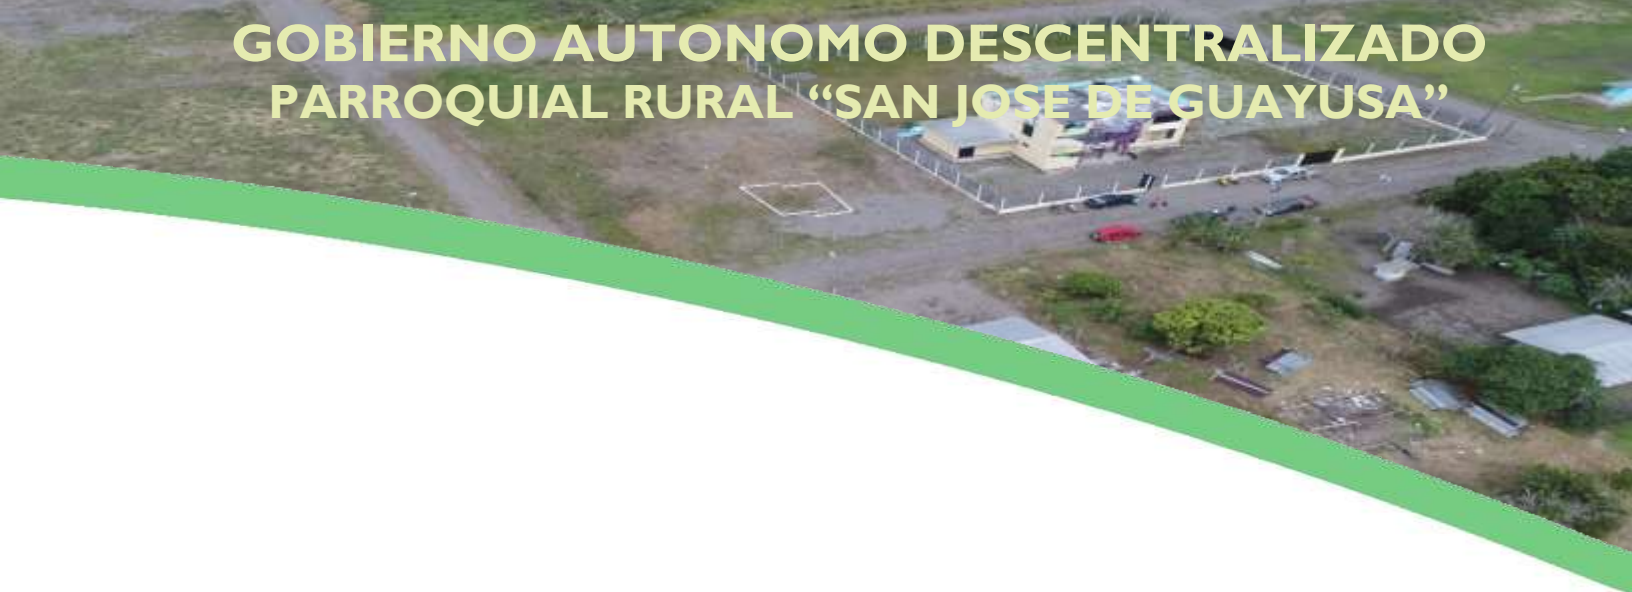 GOBIERNO AUTONOMO DESCENTRALIZADO
PARROQUIAL RURAL “SAN JOSE DE GUAYUSA”